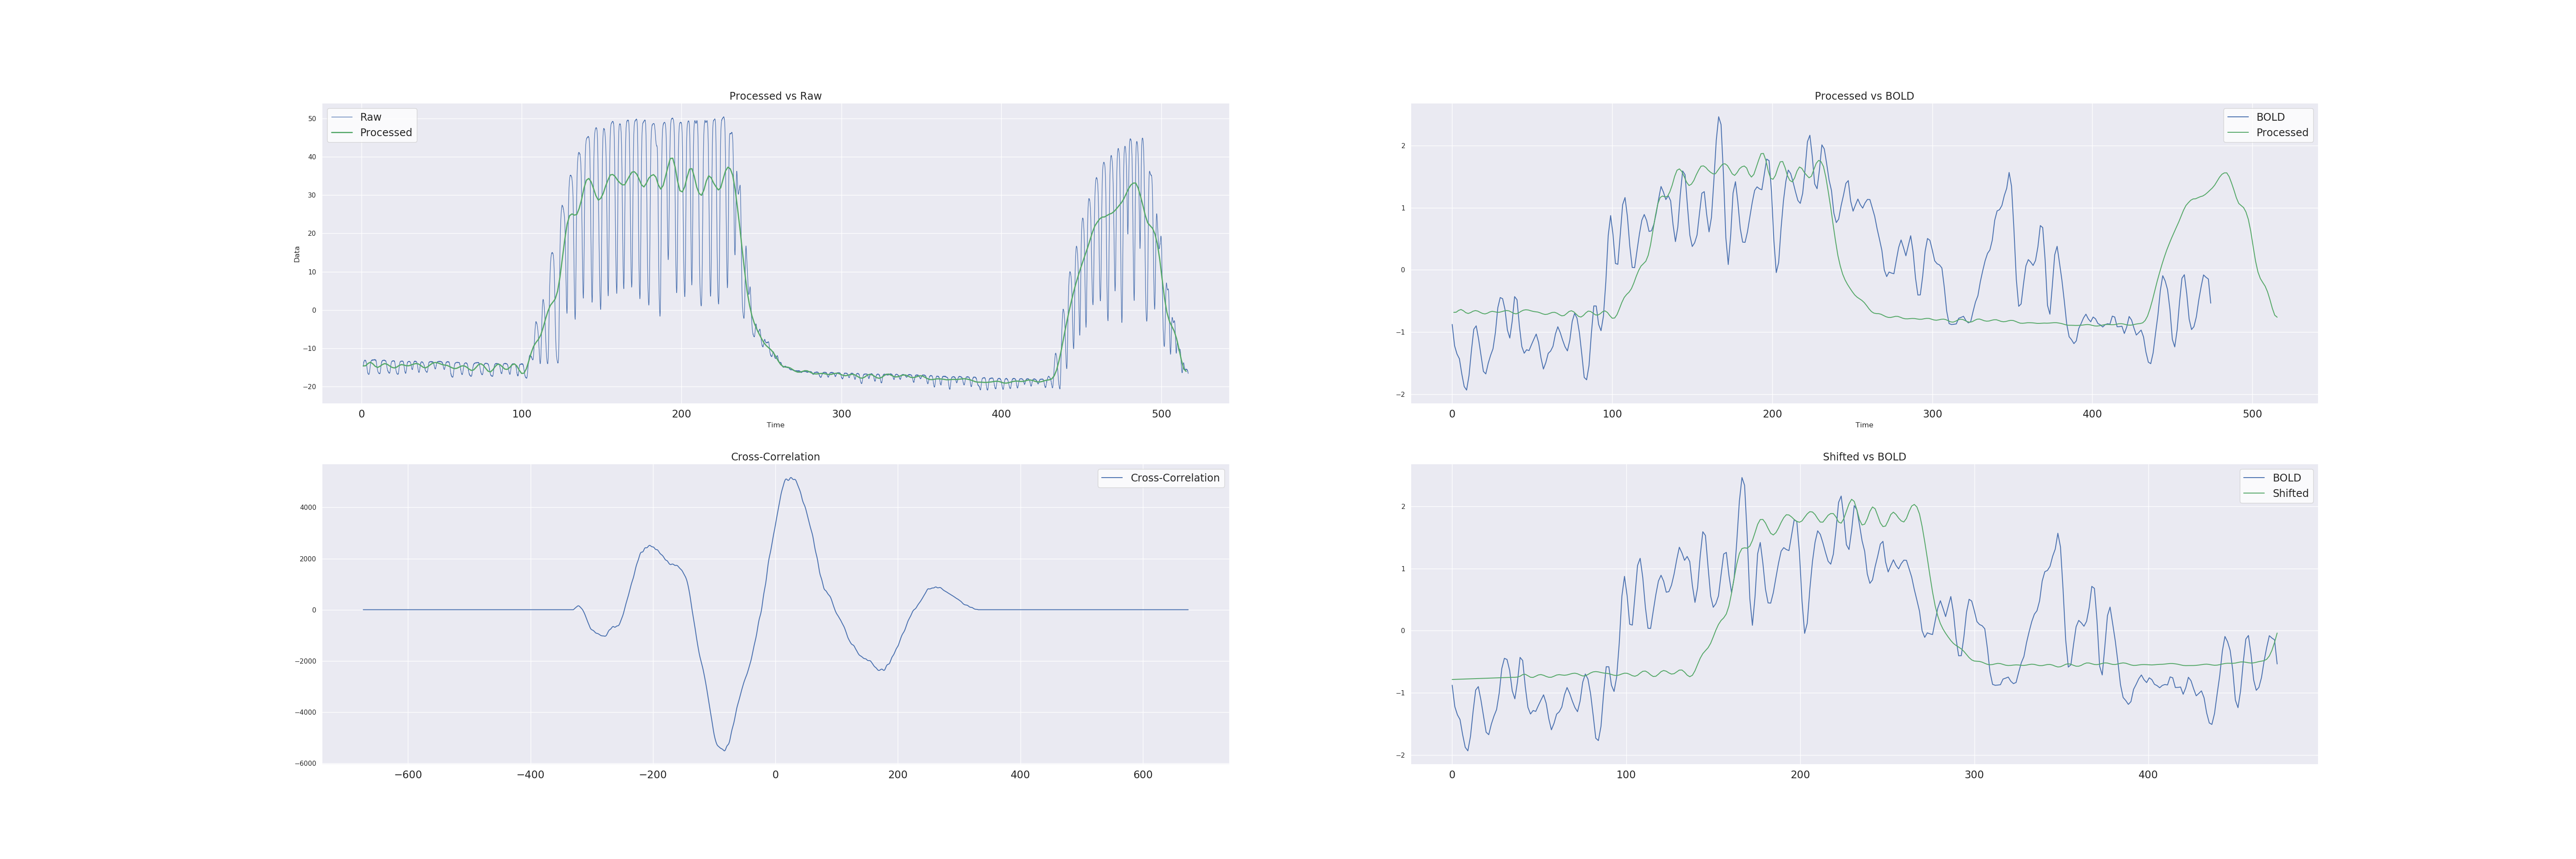 Processed vs Raw
Raw
Processed
50
40
30
20
10
0
−10
−20
Data
0 100 200 300 400 500
Time
Processed vs BOLD
BOLD
Processed
2
1
0
−1
−2
0 100 200 300 400 500
Time
Cross-Correlation
Cross-Correlation
4000
2000
0
−2000
−4000
−6000
−600 −400 −200 0 200 400 600
Shifted vs BOLD
BOLD
Shifted
2
1
0
−1
−2
0 100 200 300 400